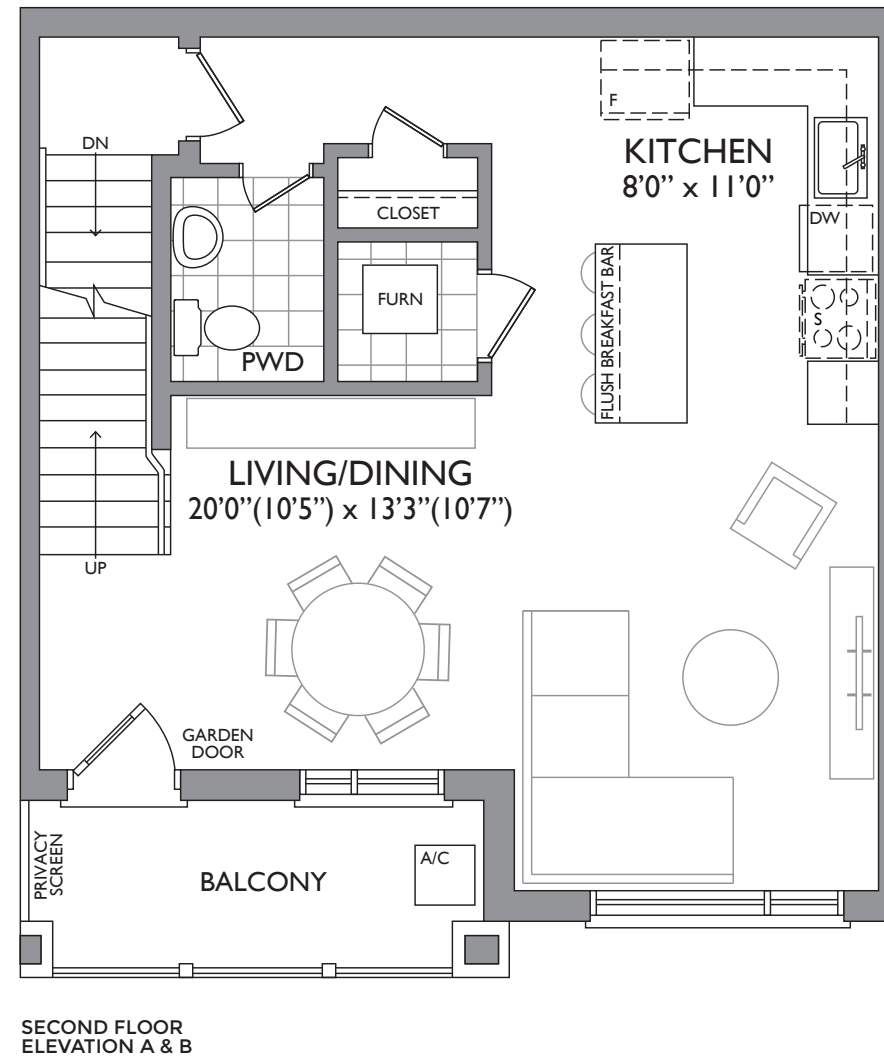 DN
F
KITCHEN
8’0” x 11’0”
CLOSET
DW
FURN
FLUSH BREAKFAST BAR
S
PWD
LIVING/DINING
20’0”(10’5”) x 13’3”(10’7”)
UP
GARDEN
DOOR
PRIVACY
SCREEN
BALCONY
A/C
SECOND FLOOR
ELEVATION A & B